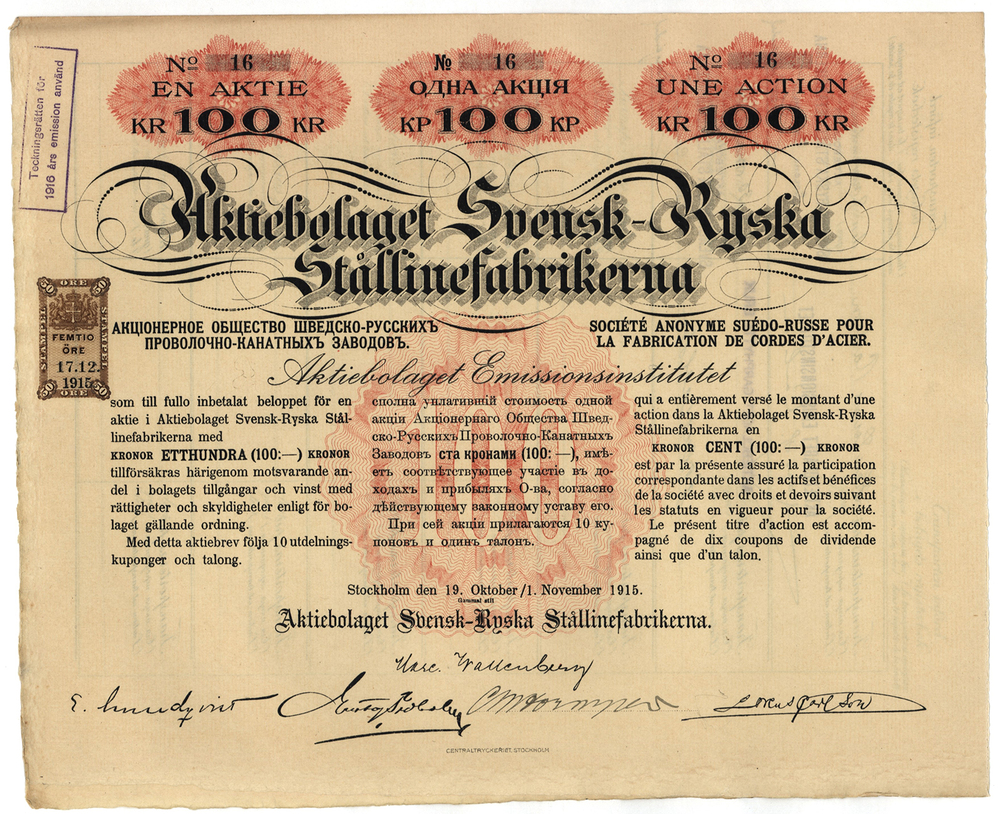 Teckningsrätten för
1916 års emission använd
No 16
EN AKTIE
KR 100 KR
No 16
ОДНА АКЦІЯ
КР 100 КР
No 16
UNE ACTION
KR 100 KR
Aktiebolaget Svensk-Ryska
Stållinefabrikerna
50 ÖRE 50
STÄMPEL
STÄMPEL
FEMTIO
ÖRE
17.12.
1915
50 ÖRE 50
АКЦІОНЕРНОЕ ОБЩЕСТВО ШВЕДСКО-РУССКИХЪ
ПРОВОЛОЧНО-КАНАТНЫХЪ ЗАВОДОВЪ.
SOCIÉTÉ ANONYME SUÉDO-RUSSE POUR
LA FABRICATION DE CORDES D'ACIER.
Aktiebolaget Emissionsinstitutet
som till fullo inbetalat beloppet för en
aktie i Aktiebolaget Svensk-Ryska Stål-
linefabrikerna med
KRONOR ETTHUNDRA (100:—) KRONOR
tillförsäkras härigenom motsvarande an-
del i bolagets tillgångar och vinst med
rättigheter och skyldigheter enligt för bo-
laget gällande ordning.
Med detta aktiebrev följa 10 utdelnings-
kuponger och talong.
сполна уплативній стоимость одной
акціи Акціонернаго Общества Швед-
ско-Русскихъ Проволочно-Канатныхъ
Заводовъ ста кронами (100: —), имѣ-
етъ соотвѣтствующее участіе въ до-
ходахъ и прибыляхъ О-ва, согласно
дѣйствующему законному уставу его.
При сей акціи прилагаются 10 ку-
поновъ и одинъ талонъ.
qui a entièrement versé le montant d'une
action dans la Aktiebolaget Svensk-Ryska
Stållinefabrikerna en
KRONOR CENT (100: —) KRONOR
est par la présente assuré la participation
correspondante dans les actifs et bénéfices
de la société avec droits et devoirs suivant
les statuts en vigueur pour la société.
Le présent titre d'action est accom-
pagné de dix coupons de dividende
ainsi que d'un talon.
100
Stockholm den 19. Oktober/1. November 1915.
Gammal stil
Aktiebolaget Svensk-Ryska Stållinefabrikerna.
Marc. Wallenberg
E. Lundqvist
CENTRALTRYCKERIET, STOCKHOLM